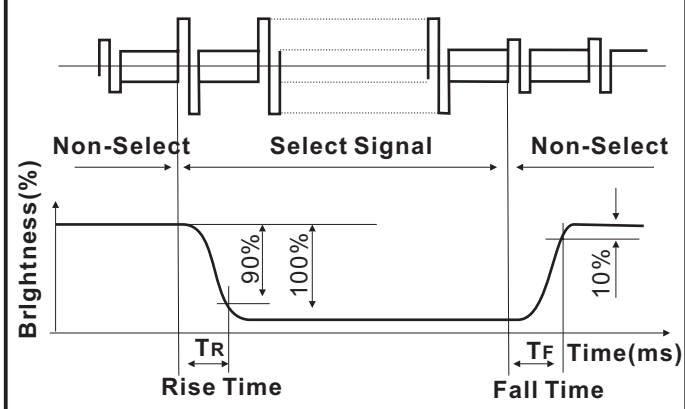 Non-Select Select Signal Non-Select
Brightness(%)
90%
100%
10%
TR TF Time(ms)
Rise Time Fall Time